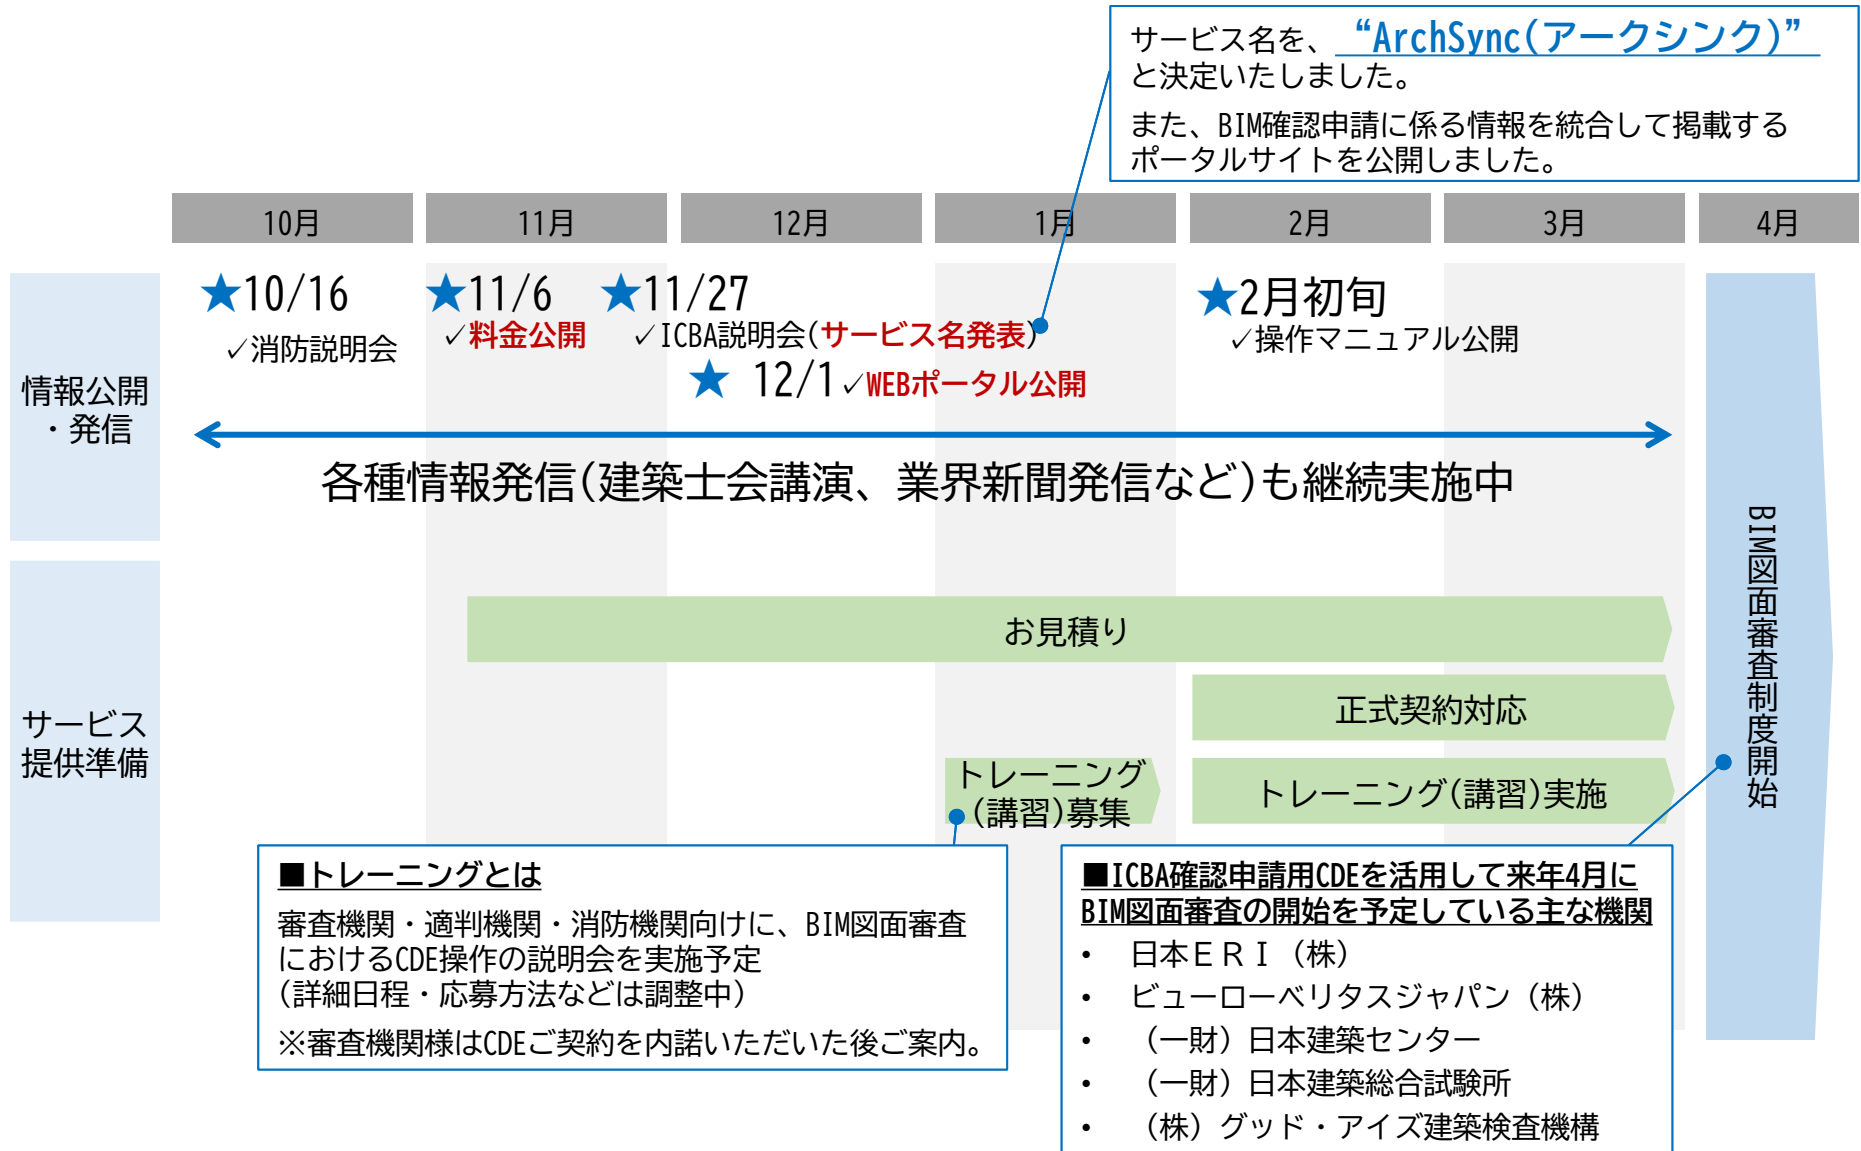 サービス名を、“ArchSync(アークシンク)”
と決定いたしました。
また、BIM確認申請に係る情報を統合して掲載する
ポータルサイトを公開しました。
10月 11月 12月 1月 2月 3月 4月
情報公開
・発信
★10/16
✓消防説明会
★11/6
✓料金公開
★11/27
✓ICBA説明会(サービス名発表)
★ 12/1✓WEBポータル公開
★2月初旬
✓操作マニュアル公開
各種情報発信(建築士会講演、業界新聞発信など)も継続実施中
サービス
提供準備
お見積り
正式契約対応
トレーニング
(講習)募集
トレーニング(講習)実施
BIM図面審査制度開始
■トレーニングとは
審査機関・適判機関・消防機関向けに、BIM図面審査
におけるCDE操作の説明会を実施予定
(詳細日程・応募方法などは調整中)
※審査機関様はCDEご契約を内諾いただいた後ご案内。
■ICBA確認申請用CDEを活用して来年4月に
BIM図面審査の開始を予定している主な機関
• 日本ＥＲＩ（株）
• ビューローベリタスジャパン（株）
• （一財）日本建築センター
• （一財）日本建築総合試験所
• （株）グッド・アイズ建築検査機構